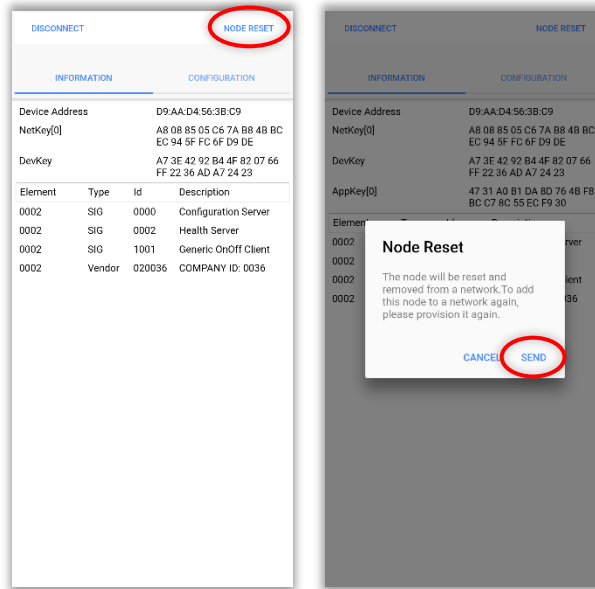 DISCONNECT NODE RESET
INFORMATION CONFIGURATION
Device Address D9:AA:D4:56:3B:C9
NetKey[0] A8 08 85 05 C6 7A B8 4B BC
EC 94 5F FC 6F D9 DE
DevKey A7 3E 42 92 B4 4F 82 07 66
FF 22 36 AD A7 24 23
Element Type Id Description
0002 SIG 0000 Configuration Server
0002 SIG 0002 Health Server
0002 SIG 1001 Generic OnOff Client
0002 Vendor 020036 COMPANY ID: 0036
DISCONNECT NODE RESET
INFORMATION CONFIGURATION
Device Address D9:AA:D4:56:3B:C9
NetKey[0] A8 08 85 05 C6 7A B8 4B BC
EC 94 5F FC 6F D9 DE
DevKey A7 3E 42 92 B4 4F 82 07 66
FF 22 36 AD A7 24 23
AppKey[0] 47 31 A0 B1 DA 8D 76 4B F8
BC C7 8C 55 EC F9 30
0002
0002
0002
0002
Node Reset
The node will be reset and
removed from a network.To add
this node to a network again,
please provision it again.
CANCEL SEND